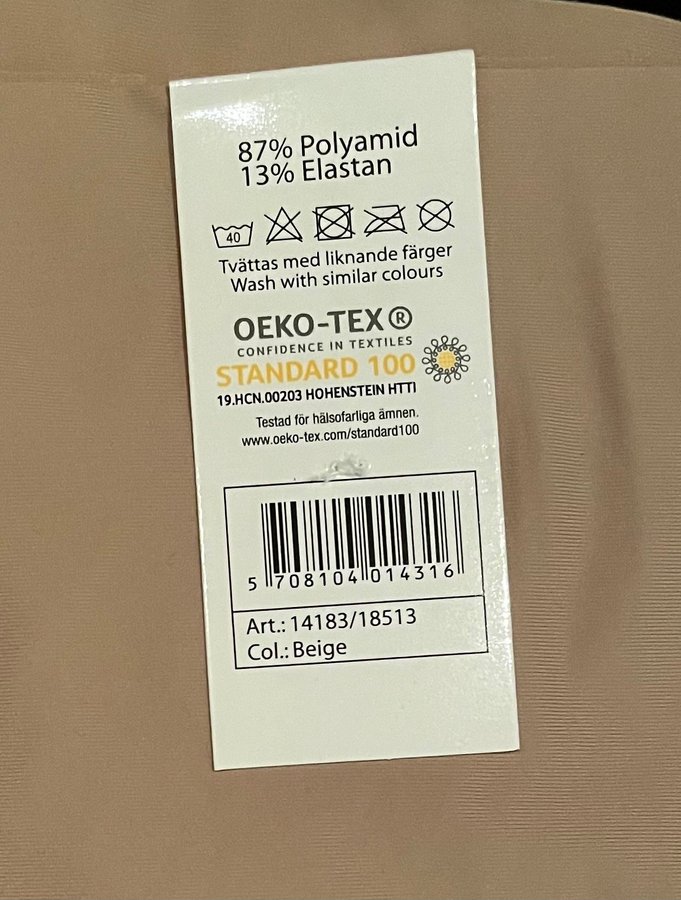 87% Polyamid
13% Elastan
40
Tvättas med liknande färger
Wash with similar colours
OEKO-TEX®
CONFIDENCE IN TEXTILES
STANDARD 100
19.HCN.00203 HOHENSTEIN HTTI
Testad för hälsofarliga ämnen.
www.oeko-tex.com/standard100
5 708104 014316
Art.: 14183/18513
Col.: Beige